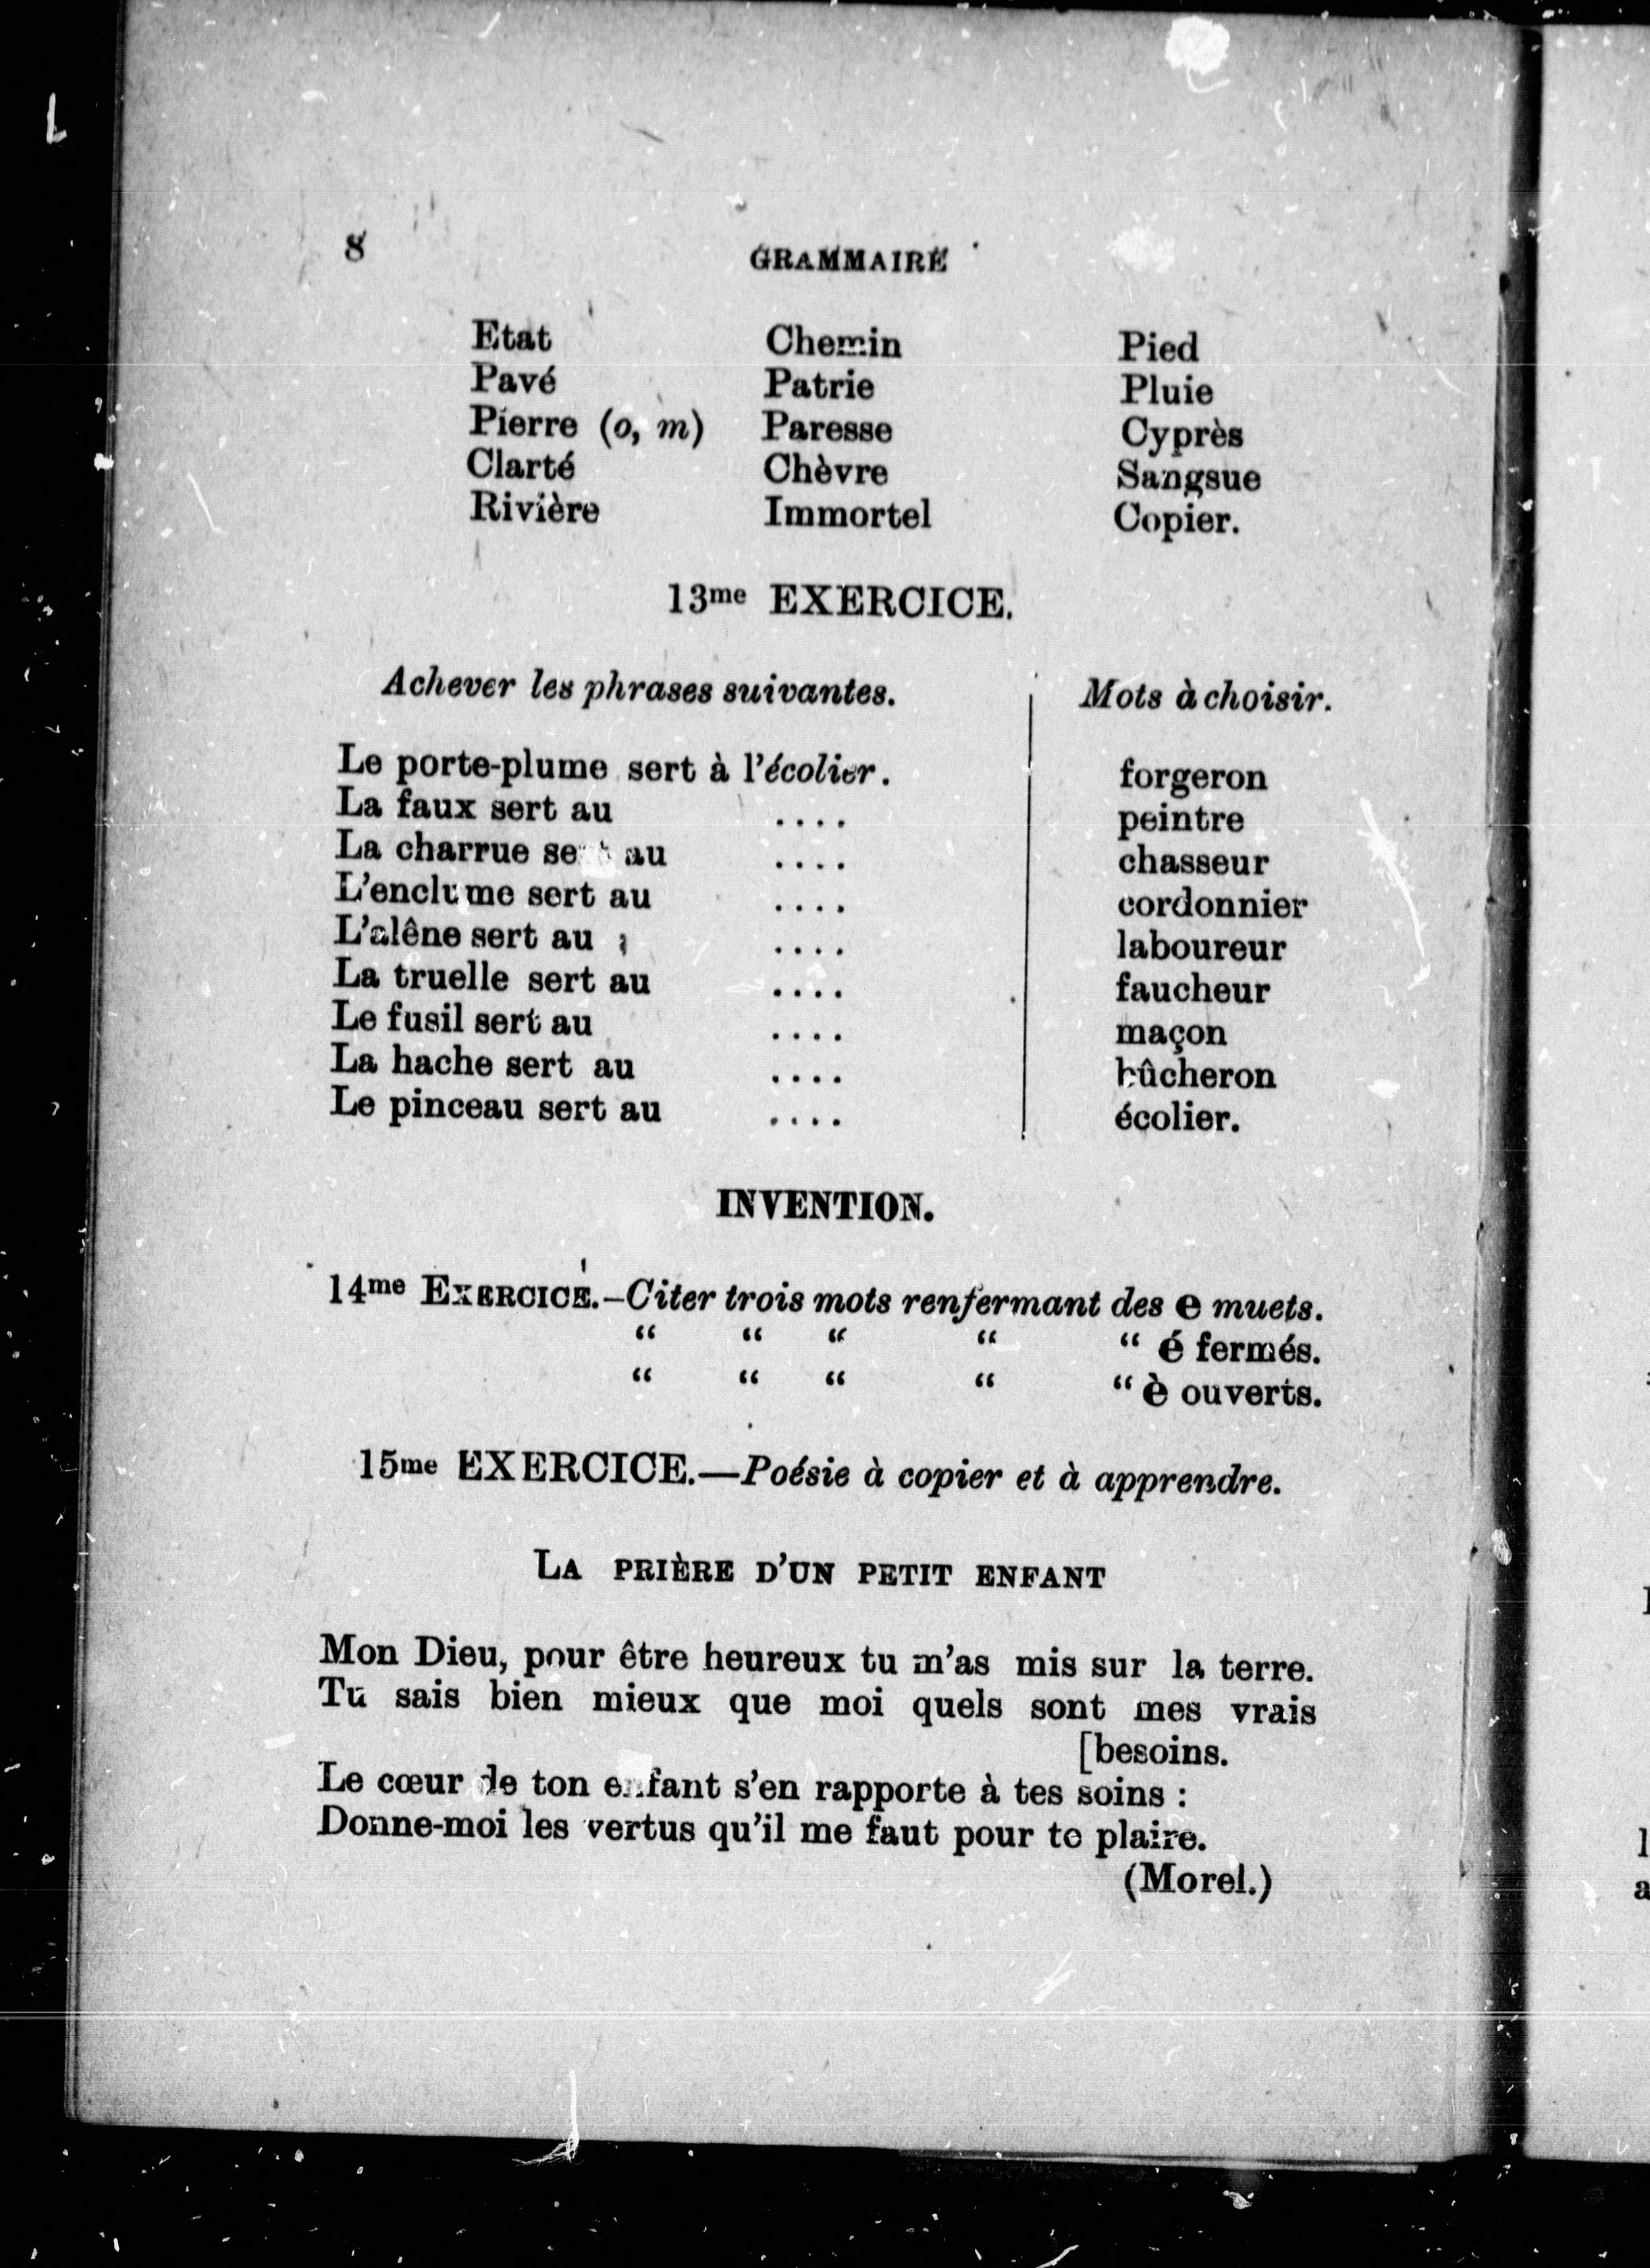 8 GRAMMAIRE
Etat Chemin Pied
Pavé Patrie Pluie
Pierre (o, m) Paresse Cyprès
Clarté Chèvre Sangsue
Rivière Immortel Copier.
13me EXERCICE.
Achever les phrases suivantes. Mots à choisir.
Le porte-plume sert à l'écolier. forgeron
La faux sert au .... peintre
La charrue sert au .... chasseur
L'enclume sert au .... cordonnier
L'alêne sert au .... laboureur
La truelle sert au .... faucheur
Le fusil sert au .... maçon
La hache sert au .... bûcheron
Le pinceau sert au .... écolier.
INVENTION.
14me EXERCICE.–Citer trois mots renfermant des e muets.
“ “ “ “ “ é fermés.
“ “ “ “ “ è ouverts.
15me EXERCICE.—Poésie à copier et à apprendre.
LA PRIÈRE D'UN PETIT ENFANT
Mon Dieu, pour être heureux tu m'as mis sur la terre.
Tu sais bien mieux que moi quels sont mes vrais
[besoins.
Le cœur de ton enfant s'en rapporte à tes soins :
Donne-moi les vertus qu'il me faut pour te plaire.
(Morel.)